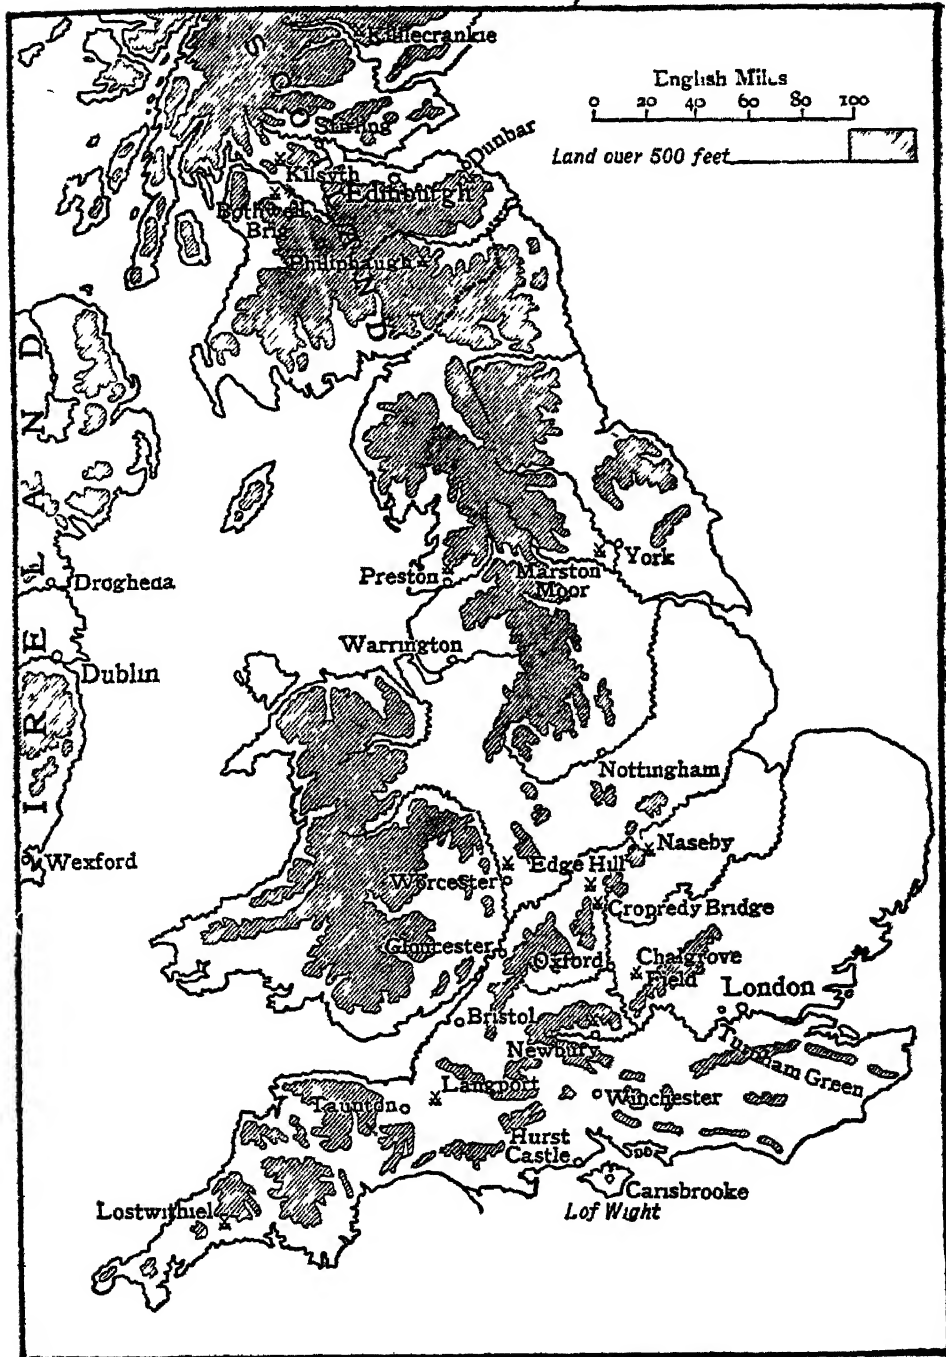 Killiecrankie
English Miles
0 20 40 60 80 100
Land over 500 feet
Stirling
Dunbar
Kilsyth
Edinburgh
Bothwell
Brig
Philiphaugh
IRELAND
Preston
Marston
Moor
York
Drogheda
Warrington
Dublin
Nottingham
Naseby
Wexford
Edge Hill
Worcester
Cropredy Bridge
Gloucester
Oxford
Chalgrove
Field
London
Bristol
Turnham Green
Newbury
Langport
Taunton
Winchester
Hurst
Castle
Carisbrooke
I. of Wight
Lostwithiel